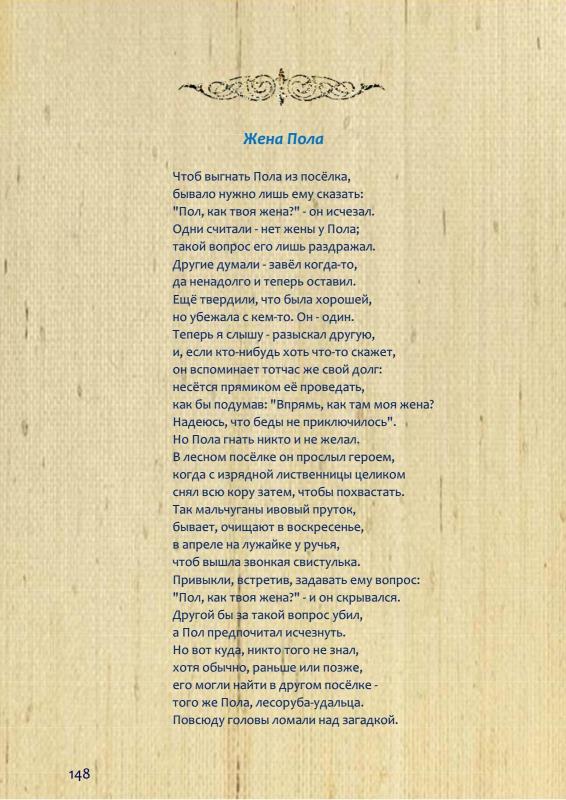 Жена Пола
Чтоб выгнать Пола из посёлка,
бывало нужно лишь ему сказать:
"Пол, как твоя жена?" - он исчезал.
Одни считали - нет жены у Пола;
такой вопрос его лишь раздражал.
Другие думали - завёл когда-то,
да ненадолго и теперь оставил.
Ещё твердили, что была хорошей,
но убежала с кем-то. Он - один.
Теперь я слышу - разыскал другую,
и, если кто-нибудь хоть что-то скажет,
он вспоминает тотчас же свой долг:
несётся прямиком её проведать,
как бы подумав: "Впрямь, как там моя жена?
Надеюсь, что беды не приключилось".
Но Пола гнать никто и не желал.
В лесном посёлке он прослыл героем,
когда с изрядной лиственницы целиком
снял всю кору затем, чтобы похвастать.
Так мальчуганы ивовый пруток,
бывает, очищают в воскресенье,
в апреле на лужайке у ручья,
чтоб вышла звонкая свистулька.
Привыкли, встретив, задавать ему вопрос:
"Пол, как твоя жена?" - и он скрывался.
Другой бы за такой вопрос убил,
а Пол предпочитал исчезнуть.
Но вот куда, никто того не знал,
хотя обычно, раньше или позже,
его могли найти в другом посёлке -
того же Пола, лесоруба-удальца.
Повсюду головы ломали над загадкой.
148